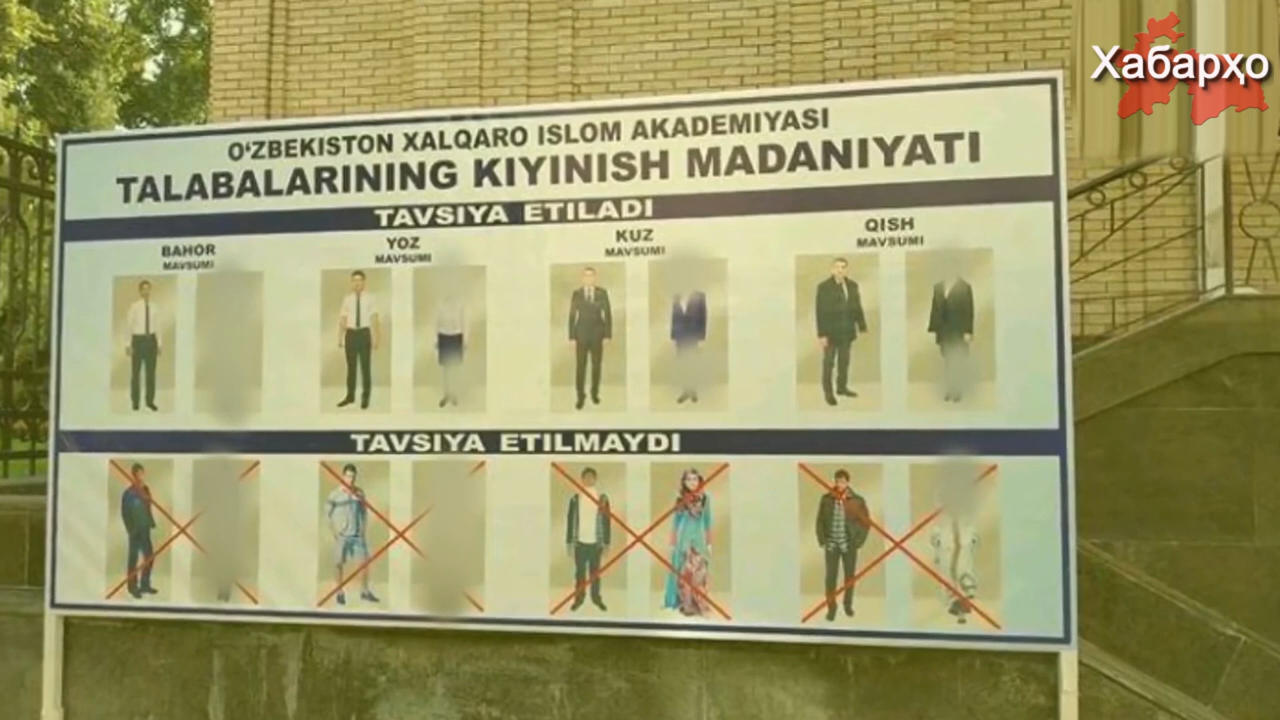 Хабарҳо
O‘ZBEKISTON XALQARO ISLOM AKADEMIYASI
TALABALARINING KIYINISH MADANIYATI
TAVSIYA ETILADI
BAHOR
MAVSUMI
YOZ
MAVSUMI
KUZ
MAVSUMI
QISH
MAVSUMI
TAVSIYA ETILMAYDI